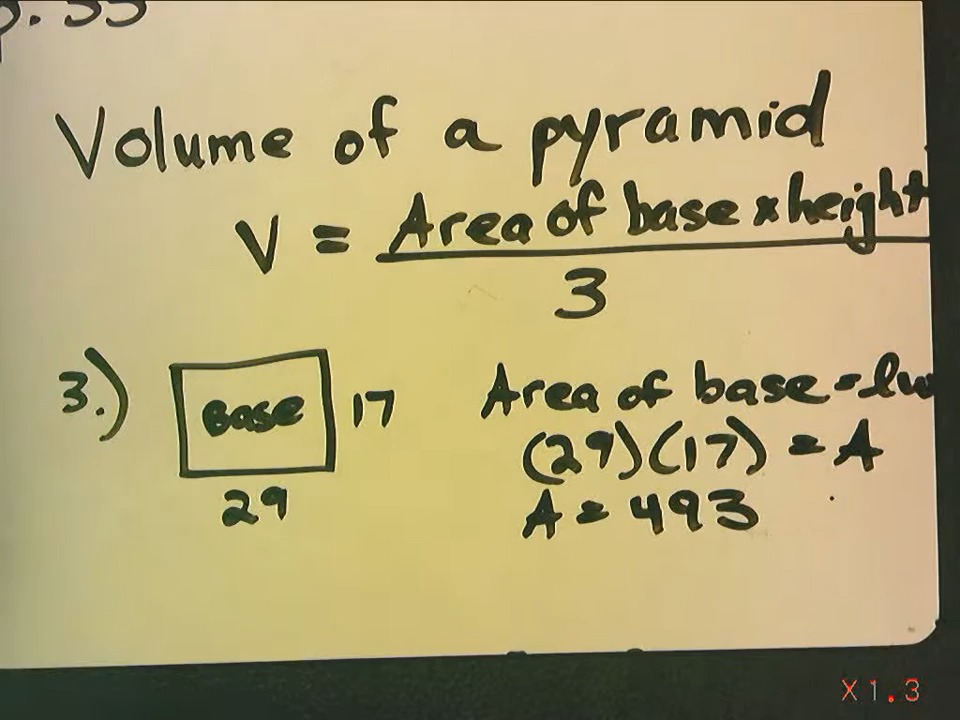 p. 55
Volume of a pyramid
V = Area of base x height
3
3.) Base 17 Area of base = lw
29 (29)(17) = A
A = 493
X1.3